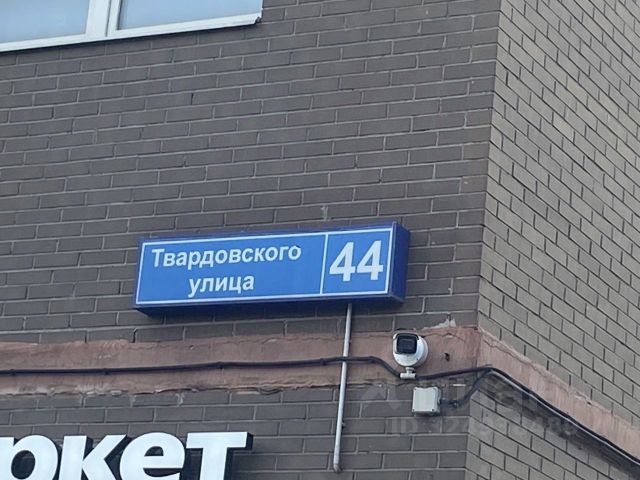 Твардовского
улица
44
ркет